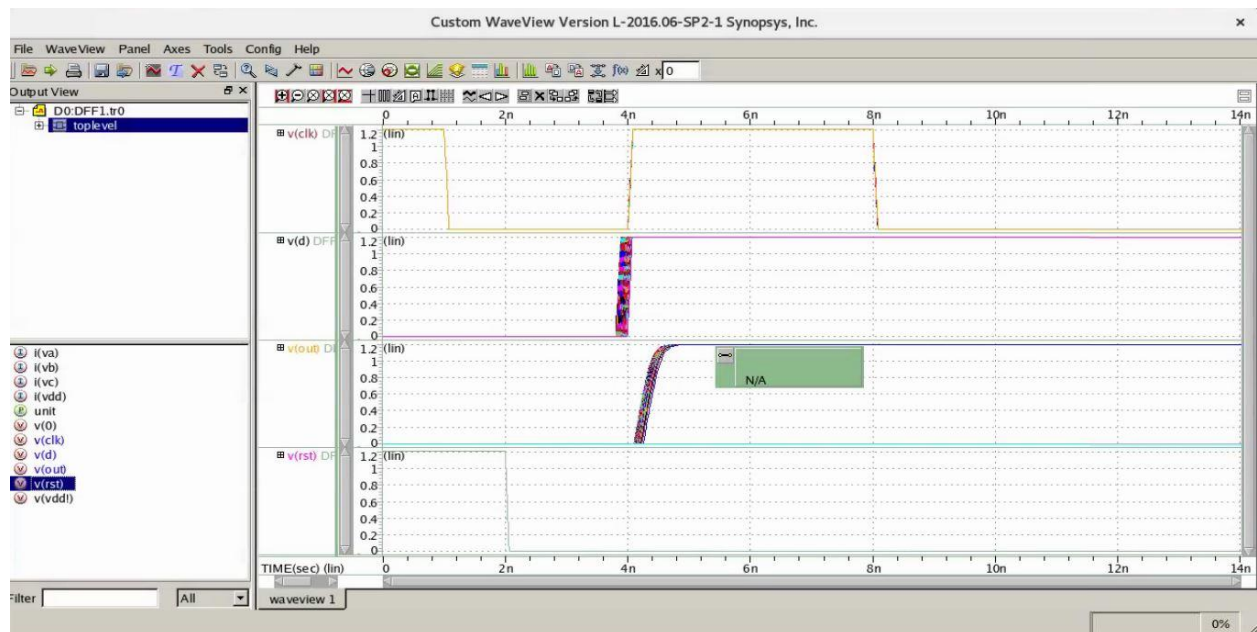 Custom WaveView Version L-2016.06-SP2-1 Synopsys, Inc.
File WaveView Panel Axes Tools Config Help
x 0
Output View
D0:DFF1.tr0
toplevel
0 2n 4n 6n 8n 10n 12n 14n
v(clk) DF
1.2 (lin)
1
0.8
0.6
0.4
0.2
0
v(d) DFF
1.2 (lin)
1
0.8
0.6
0.4
0.2
0
v(out) DF
1.2 (lin)
1
0.8
0.6
0.4
0.2
0
N/A
v(rst) DF
1.2 (lin)
1
0.8
0.6
0.4
0.2
0
i(va)
i(vb)
i(vc)
i(vdd)
unit
v(0)
v(clk)
v(d)
v(out)
v(rst)
v(vdd!)
TIME(sec) (lin) 0 2n 4n 6n 8n 10n 12n 14n
Filter All
waveview 1
0%